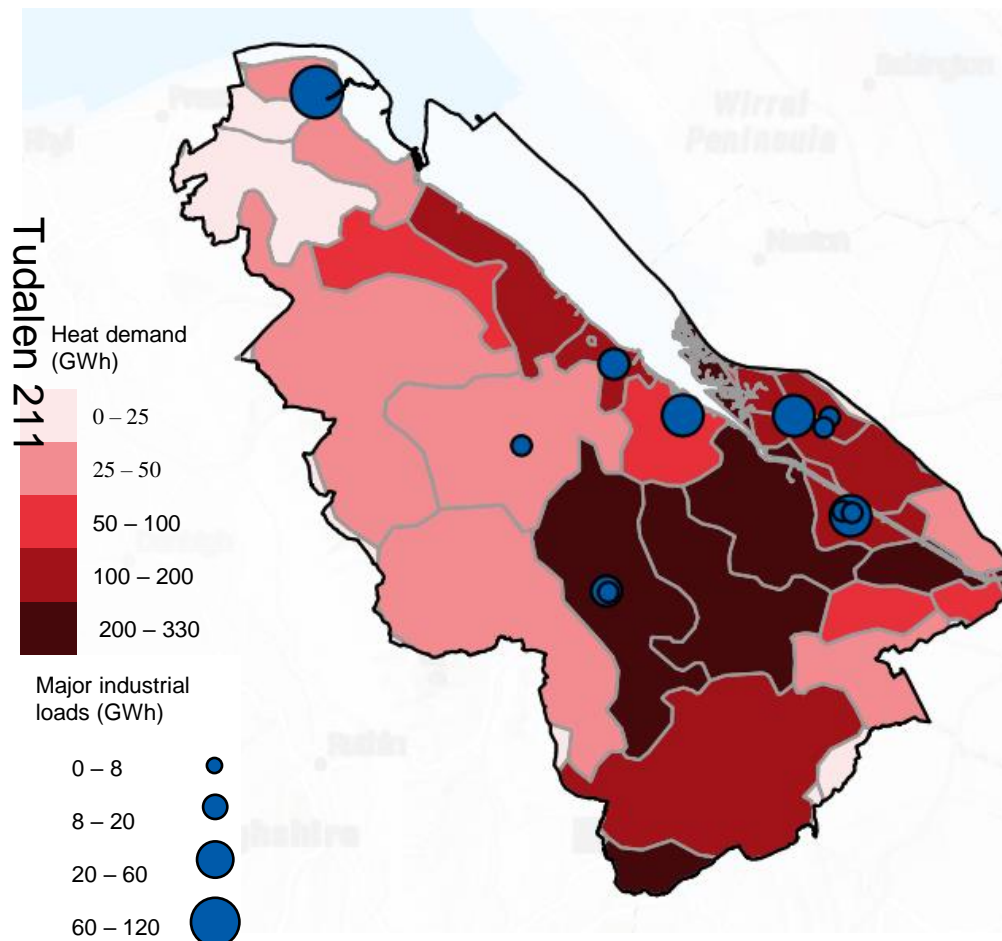 Wirral
Peninsula
Tudalen 211
Heat demand
(GWh)
0 – 25
25 – 50
50 – 100
100 – 200
200 – 330
Major industrial
loads (GWh)
0 – 8
8 – 20
20 – 60
60 – 120